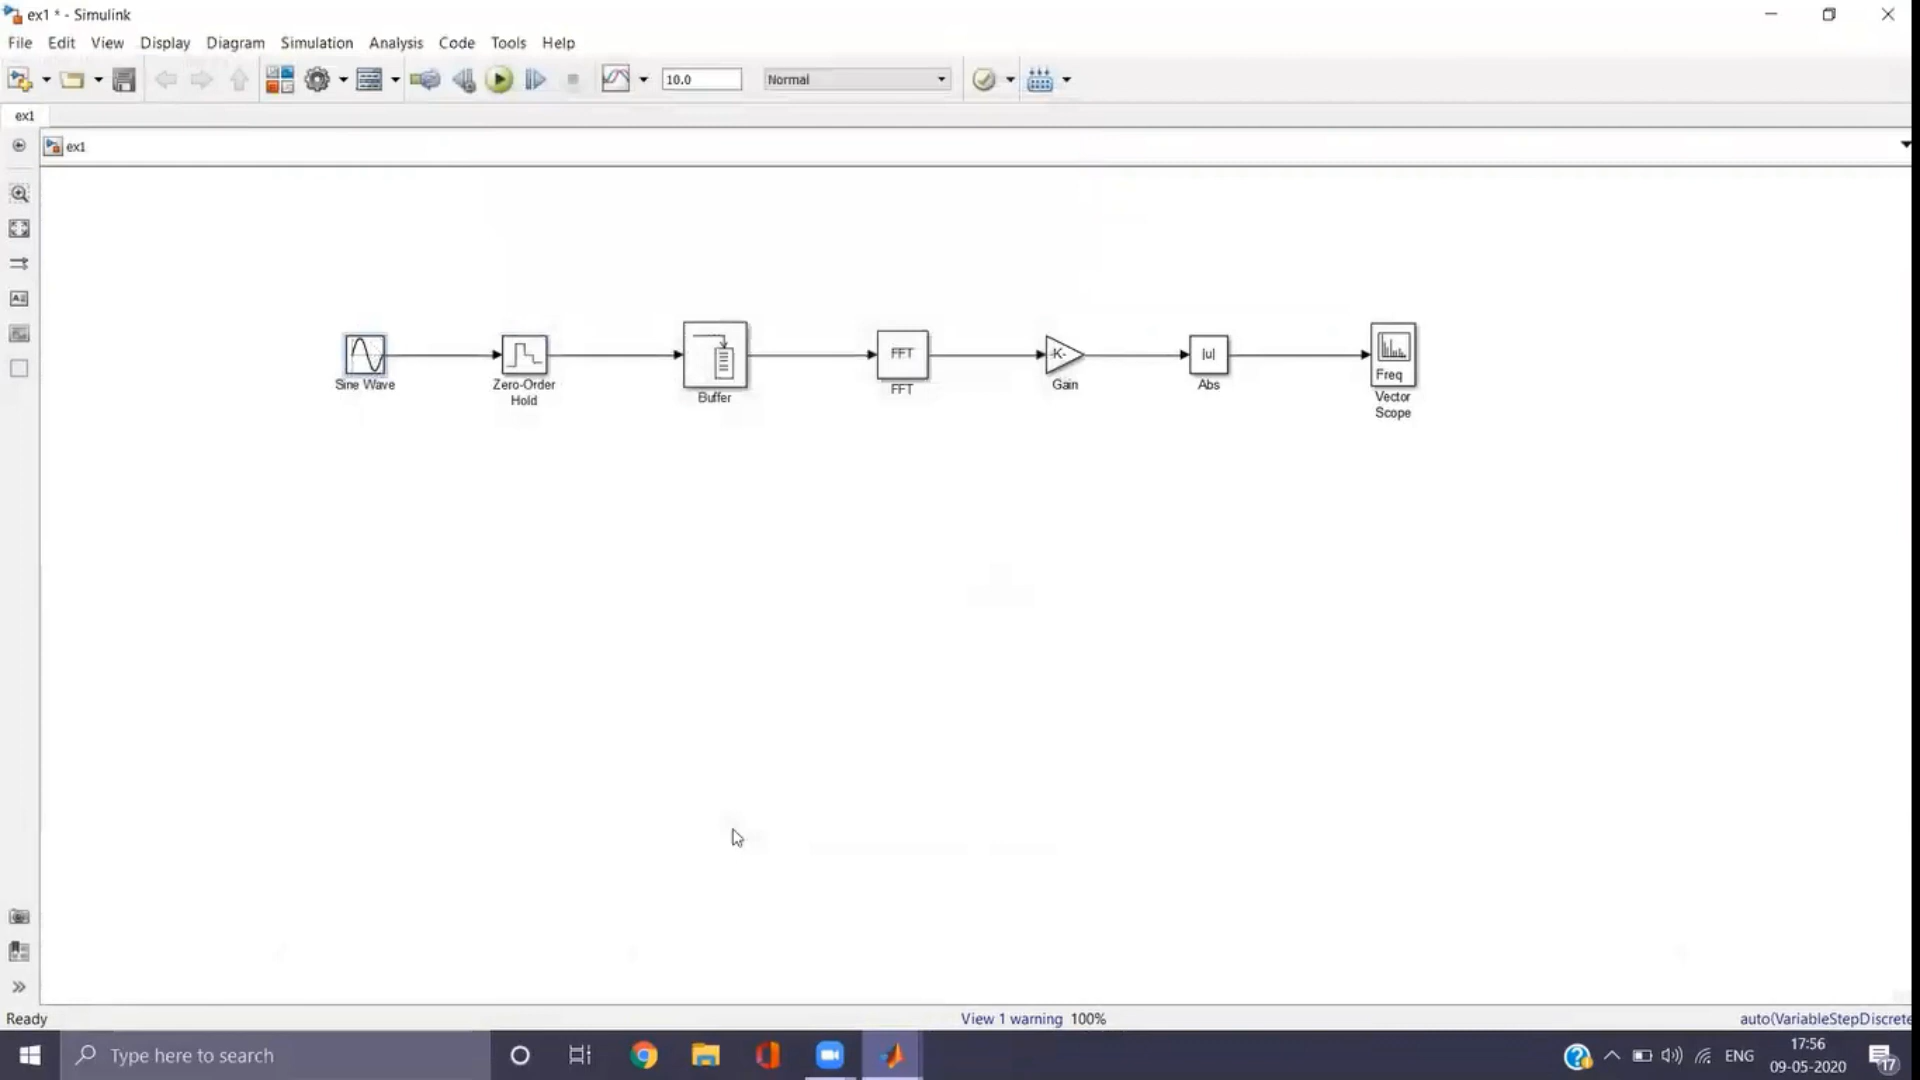 ex1 * - Simulink
File Edit View Display Diagram Simulation Analysis Code Tools Help
10.0 Normal
ex1
ex1
FFT -K- |u| Freq
Sine Wave Zero-Order Hold Buffer FFT Gain Abs Vector Scope
Ready View 1 warning 100% auto(VariableStepDiscrete
Type here to search ENG 17:56
09-05-2020 17